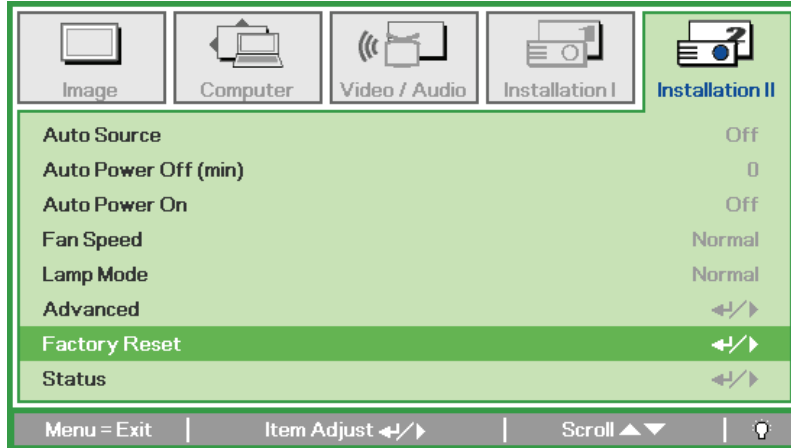 Image Computer Video / Audio Installation I Installation II
Auto Source Off
Auto Power Off (min) 0
Auto Power On Off
Fan Speed Normal
Lamp Mode Normal
Advanced ↵/▶
Factory Reset ↵/▶
Status ↵/▶
Menu = Exit | Item Adjust ↵/▶ | Scroll ▲▼ |